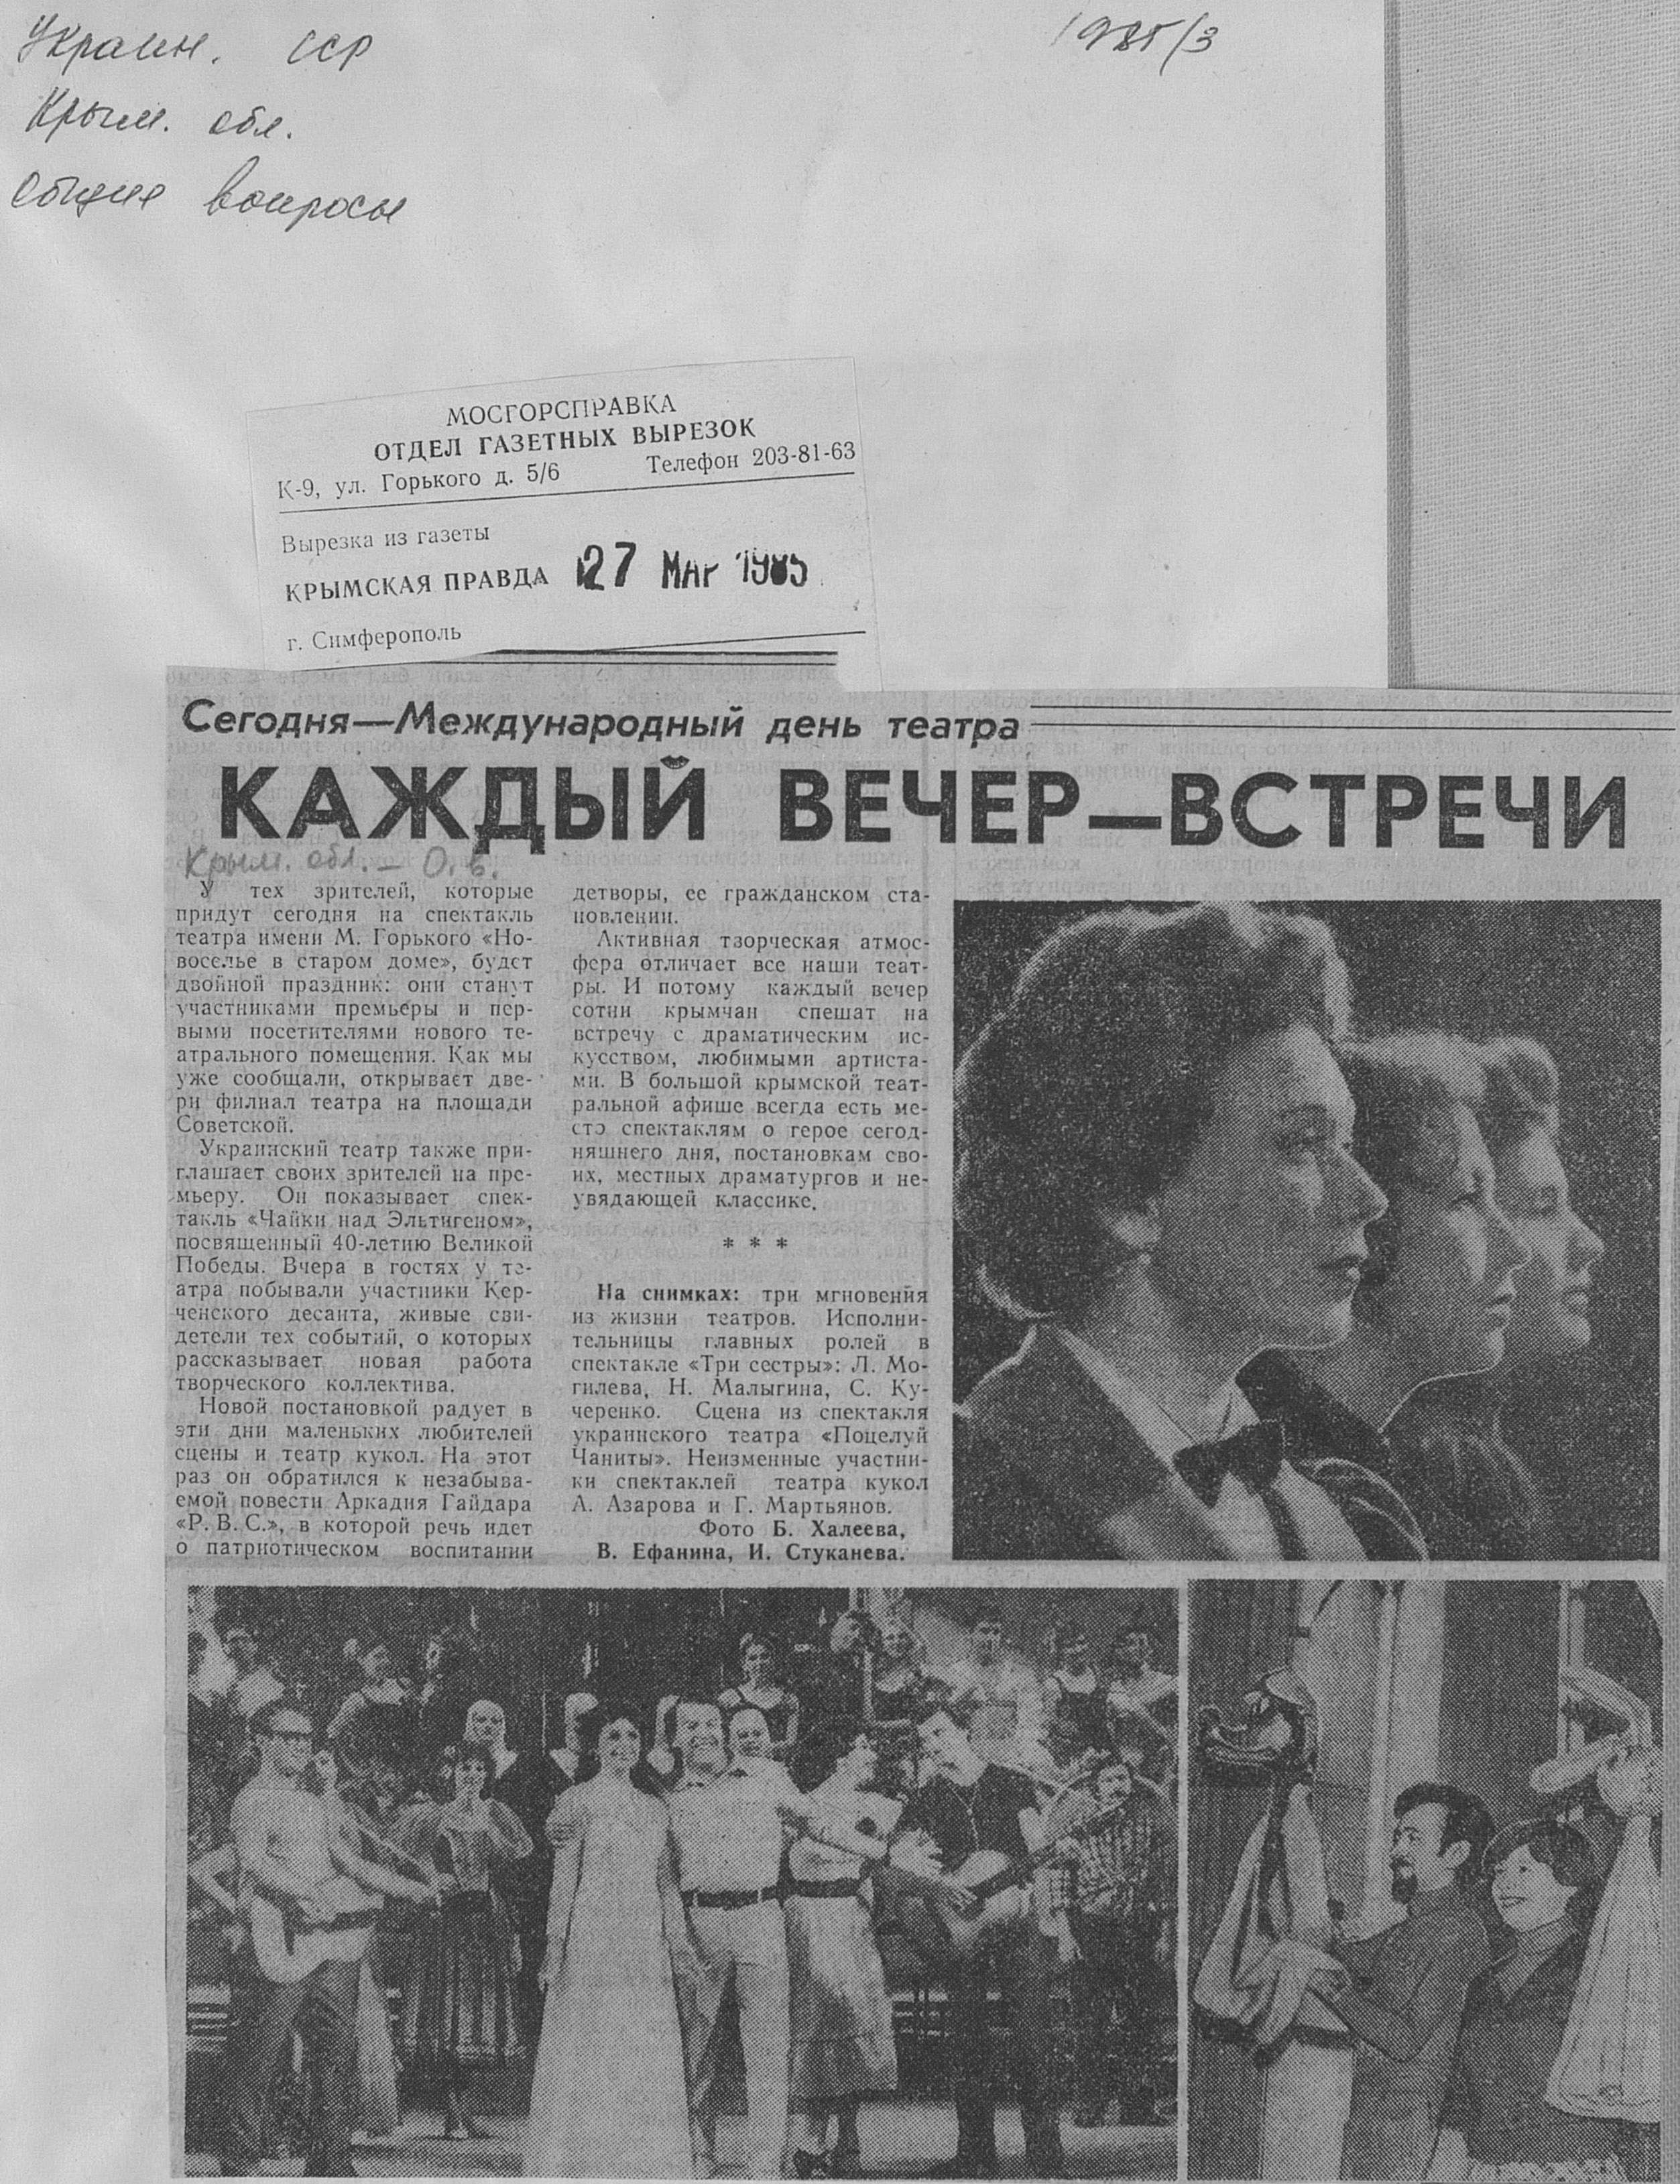 Украин. ССР
1985/3
Крым. обл.
Общие вопросы
МОСГОРСПРАВКА
ОТДЕЛ ГАЗЕТНЫХ ВЫРЕЗОК
К-9, ул. Горького д. 5/6 Телефон 203-81-63
Вырезка из газеты
КРЫМСКАЯ ПРАВДА 27 МАР 1985
г. Симферополь
Сегодня—Международный день театра
КАЖДЫЙ ВЕЧЕР—ВСТРЕЧИ
Крым. обл. – О. в.
У тех зрителей, которые
придут сегодня на спектакль
театра имени М. Горького «Но-
воселье в старом доме», будет
двойной праздник: они станут
участниками премьеры и пер-
выми посетителями нового те-
атрального помещения. Как мы
уже сообщали, открывает две-
ри филиал театра на площади
Советской.
Украинский театр также при-
глашает своих зрителей на пре-
мьеру. Он показывает спек-
такль «Чайки над Эльтигеном»,
посвященный 40-летию Великой
Победы. Вчера в гостях у те-
атра побывали участники Кер-
ченского десанта, живые сви-
детели тех событий, о которых
рассказывает новая работа
творческого коллектива.
Новой постановкой радует в
эти дни маленьких любителей
сцены и театр кукол. На этот
раз он обратился к незабыва-
емой повести Аркадия Гайдара
«Р. В. С.», в которой речь идет
о патриотическом воспитании
детворы, ее гражданском ста-
новлении.
Активная творческая атмос-
фера отличает все наши теат-
ры. И потому каждый вечер
сотни крымчан спешат на
встречу с драматическим ис-
кусством, любимыми артиста-
ми. В большой крымской теат-
ральной афише всегда есть ме-
сто спектаклям о герое сегод-
няшнего дня, постановкам сво-
их, местных драматургов и не-
увядающей классике.
* * *
На снимках: три мгновения
из жизни театров. Исполни-
тельницы главных ролей в
спектакле «Три сестры»: Л. Мо-
гилева, Н. Малыгина, С. Ку-
черенко. Сцена из спектакля
украинского театра «Поцелуй
Чаниты». Неизменные участни-
ки спектаклей театра кукол
А. Азарова и Г. Мартьянов.
Фото Б. Халеева,
В. Ефанина, И. Стуканева.